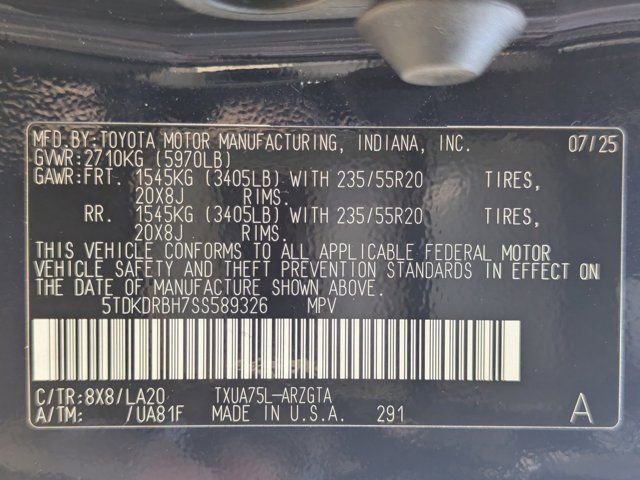 MFD.BY:TOYOTA MOTOR MANUFACTURING, INDIANA, INC. 07/25
GVWR:2710KG (5970LB)
GAWR:FRT. 1545KG (3405LB) WITH 235/55R20 TIRES,
20X8J RIMS.
RR. 1545KG (3405LB) WITH 235/55R20 TIRES,
20X8J RIMS.
THIS VEHICLE CONFORMS TO ALL APPLICABLE FEDERAL MOTOR
VEHICLE SAFETY AND THEFT PREVENTION STANDARDS IN EFFECT ON
THE DATE OF MANUFACTURE SHOWN ABOVE.
5TDKDRBH7SS589326 MPV
C/TR:8X8/LA20 TXUA75L-ARZGTA
A/TM: /UA81F MADE IN U.S.A. 291 A